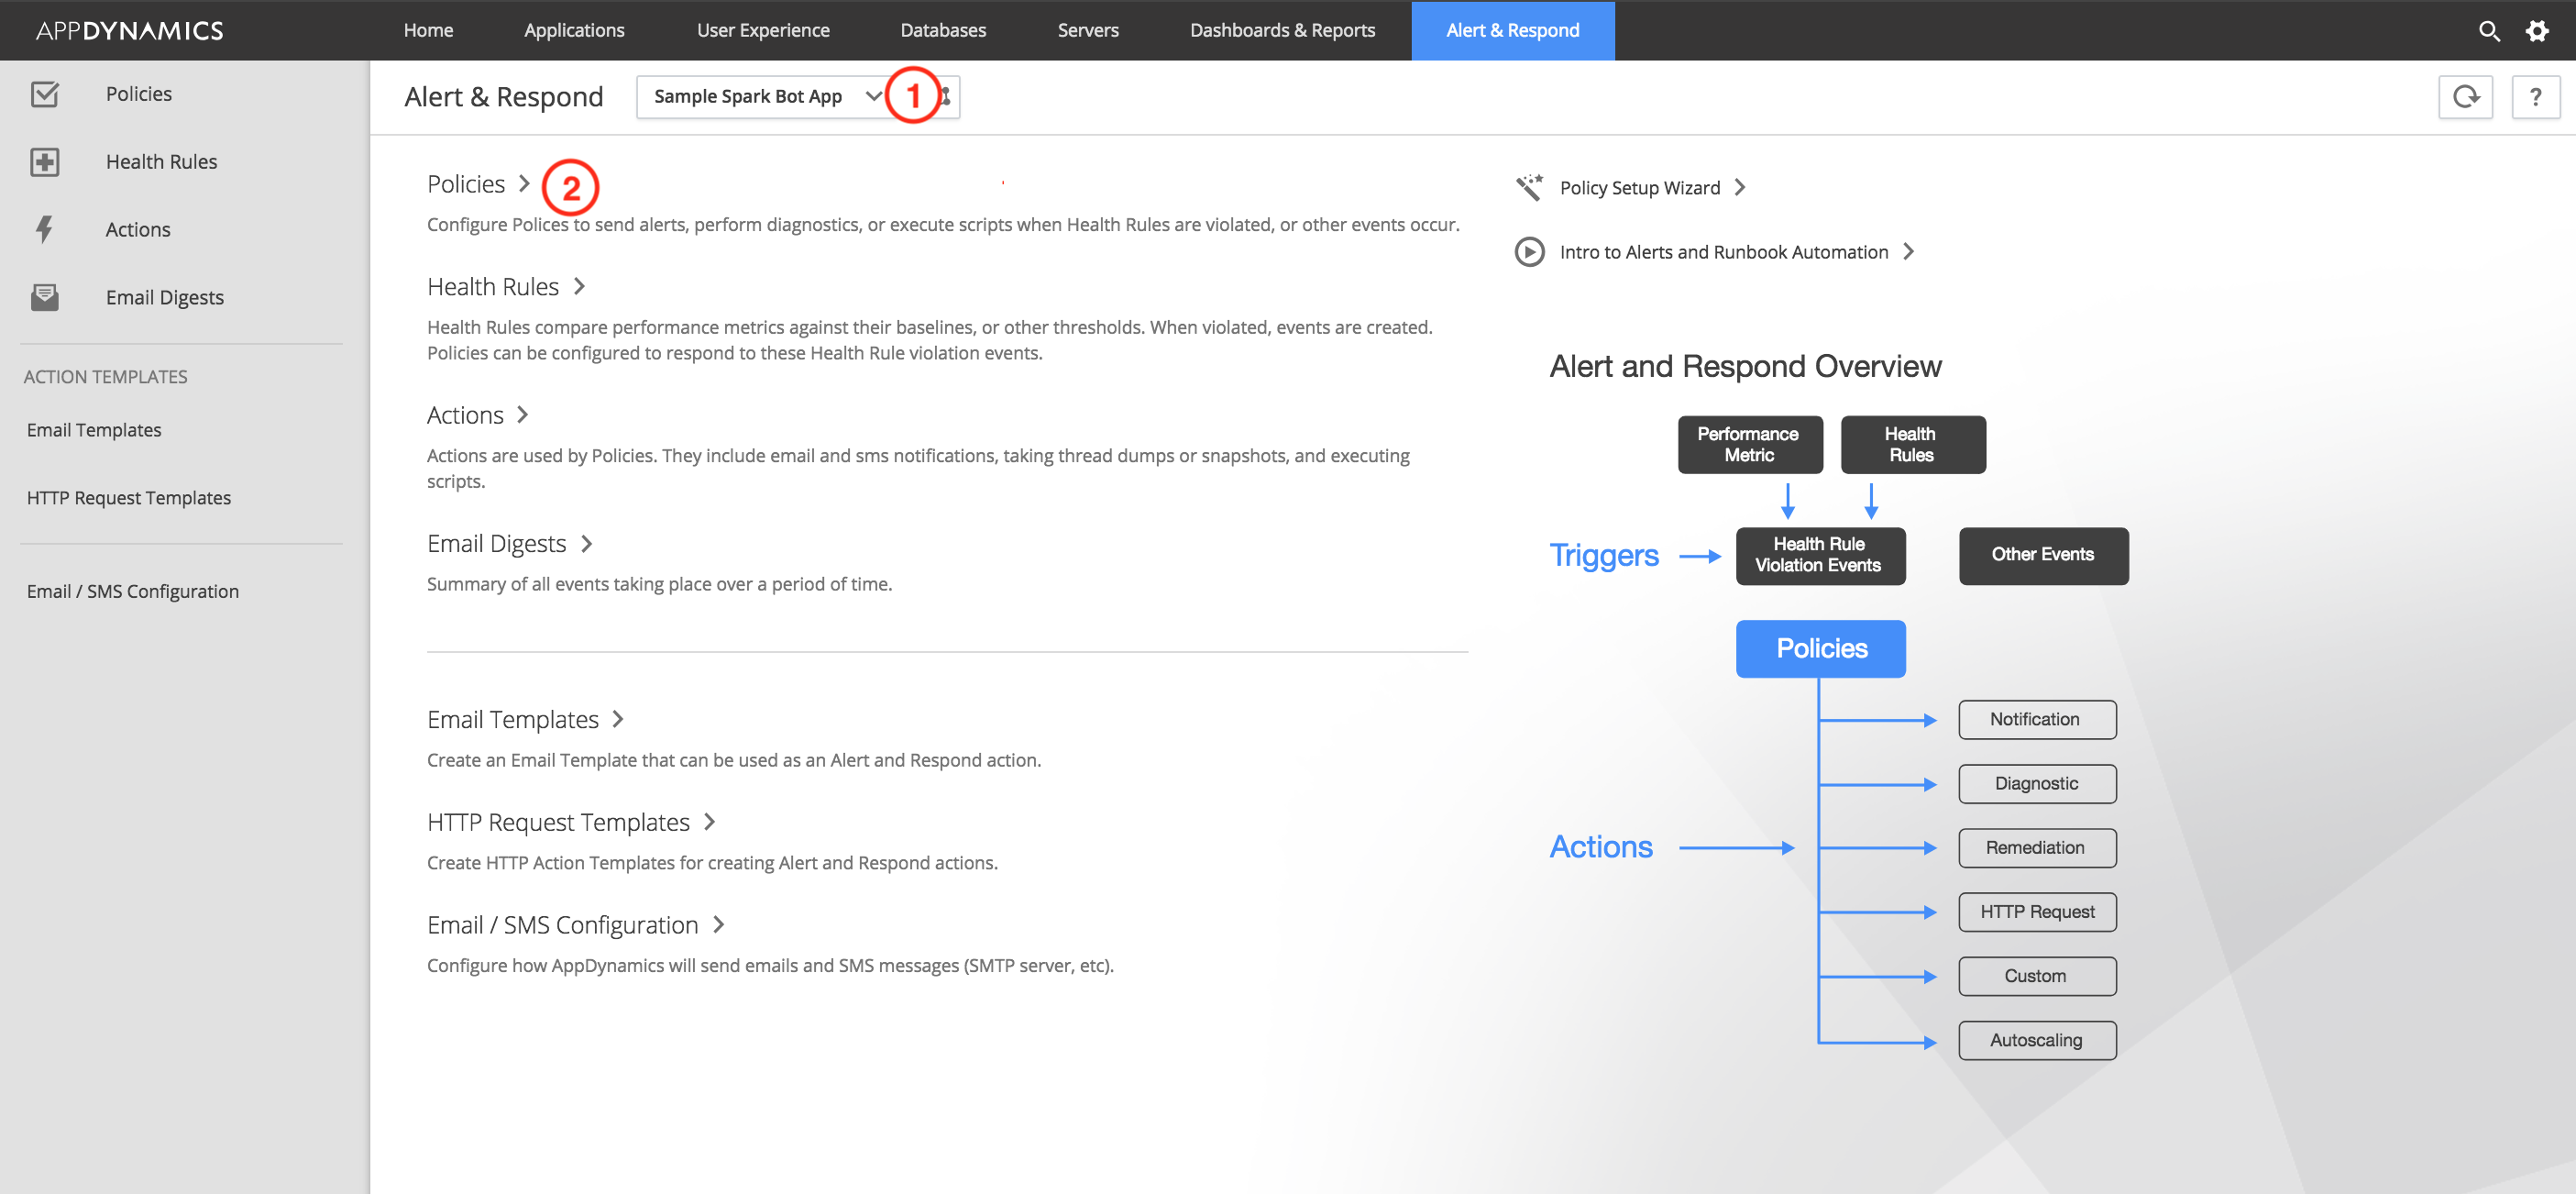 APPDYNAMICS
Home
Applications
User Experience
Databases
Servers
Dashboards & Reports
Alert & Respond
Policies
Health Rules
Actions
Email Digests
ACTION TEMPLATES
Email Templates
HTTP Request Templates
Email / SMS Configuration
Alert & Respond
Sample Spark Bot App
1
?
Policies
2
Configure Polices to send alerts, perform diagnostics, or execute scripts when Health Rules are violated, or other events occur.
Health Rules
Health Rules compare performance metrics against their baselines, or other thresholds. When violated, events are created.
Policies can be configured to respond to these Health Rule violation events.
Actions
Actions are used by Policies. They include email and sms notifications, taking thread dumps or snapshots, and executing
scripts.
Email Digests
Summary of all events taking place over a period of time.
Email Templates
Create an Email Template that can be used as an Alert and Respond action.
HTTP Request Templates
Create HTTP Action Templates for creating Alert and Respond actions.
Email / SMS Configuration
Configure how AppDynamics will send emails and SMS messages (SMTP server, etc).
Policy Setup Wizard
Intro to Alerts and Runbook Automation
Alert and Respond Overview
Performance
Metric
Health
Rules
Triggers
Health Rule
Violation Events
Other Events
Policies
Actions
Notification
Diagnostic
Remediation
HTTP Request
Custom
Autoscaling